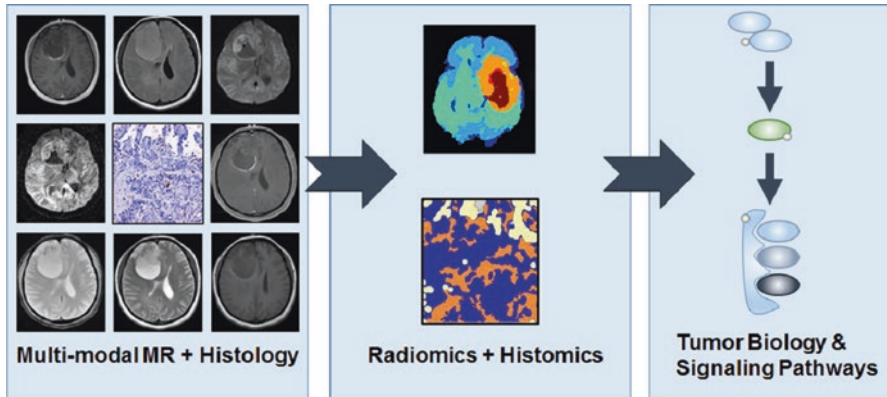 Multi-modal MR + Histology
Radiomics + Histomics
Tumor Biology &
Signaling Pathways